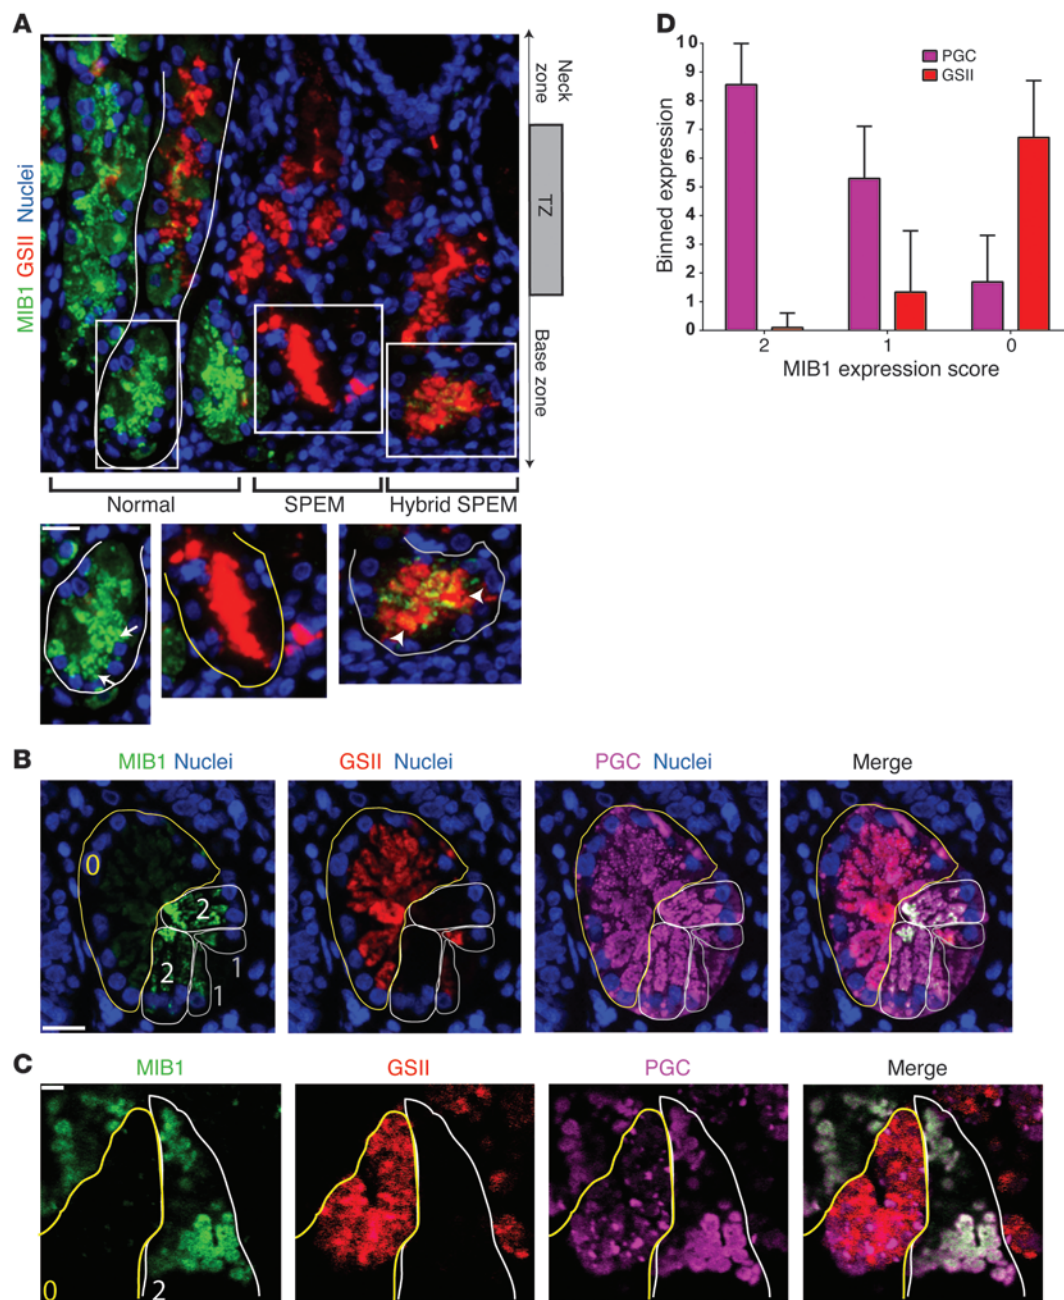 A
MIB1 GSII Nuclei
Neck zone
TZ
Base zone
Normal
SPEM
Hybrid SPEM
D
PGC
GSII
Binned expression
10
9
8
7
6
5
4
3
2
1
0
2 1 0
MIB1 expression score
B
MIB1 Nuclei
GSII Nuclei
PGC Nuclei
Merge
0
2
1
2
1
C
MIB1
GSII
PGC
Merge
0
2